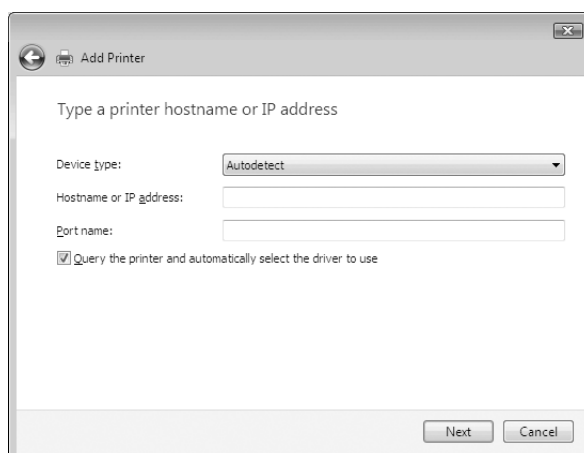 Add Printer
Type a printer hostname or IP address
Device type:
Autodetect
Hostname or IP address:
Port name:
Query the printer and automatically select the driver to use
Next
Cancel